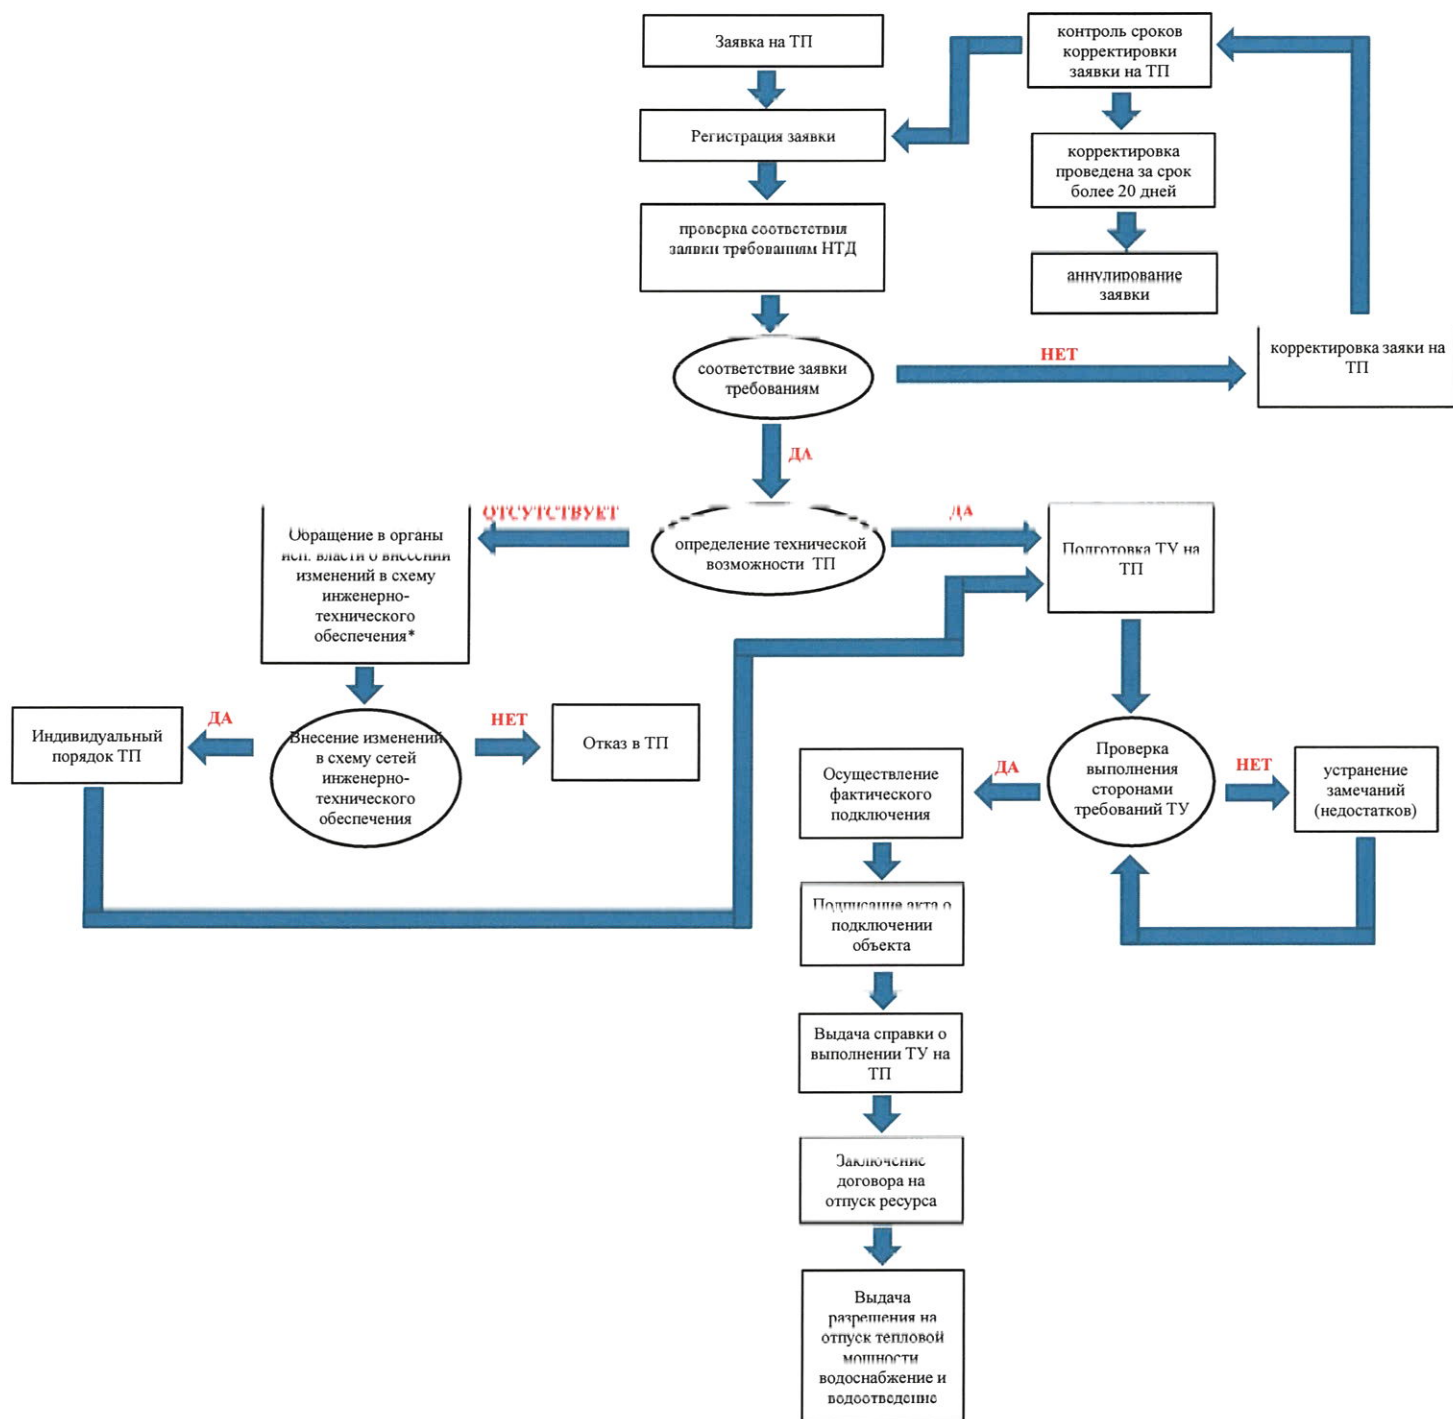 Заявка на ТП
контроль сроков
корректировки
заявки на ТП
Регистрация заявки
корректировка
проведена за срок
более 20 дней
проверка соответствия
заявки требованиям НТД
аннулирование
заявки
соответствие заявки
требованиям
НЕТ
корректировка заяки на
ТП
ДА
ОТСУТСТВУЕТ
ДА
Обращение в органы
исп. власти о внесении
изменений в схему
инженерно-
технического
обеспечения*
определение технической
возможности ТП
Подготовка ТУ на
ТП
Индивидуальный
порядок ТП
ДА
Внесение изменений
в схему сетей
инженерно-
технического
обеспечения
НЕТ
Отказ в ТП
Осуществление
фактического
подключения
ДА
Проверка
выполнения
сторонами
требований ТУ
НЕТ
устранение
замечаний
(недостатков)
Подписание акта о
подключении
объекта
Выдача справки о
выполнении ТУ на
ТП
Заключение
договора на
отпуск ресурса
Выдача
разрешения на
отпуск тепловой
мощности
водоснабжение и
водоотведение